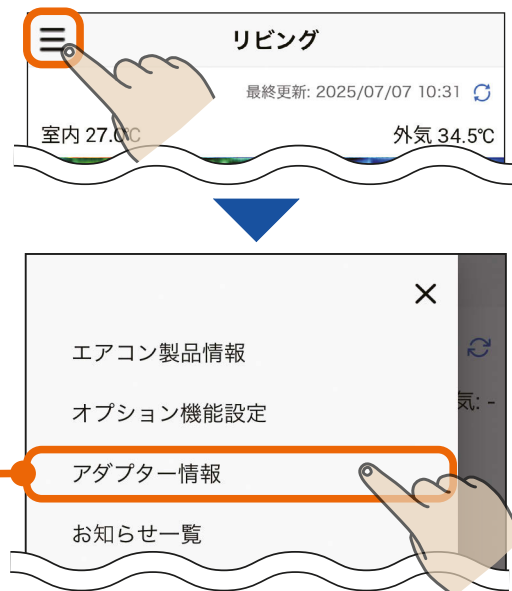 リビング
最終更新: 2025/07/07 10:31
室内 27.0℃
外気 34.5℃
エアコン製品情報
気: -
オプション機能設定
アダプター情報
お知らせ一覧